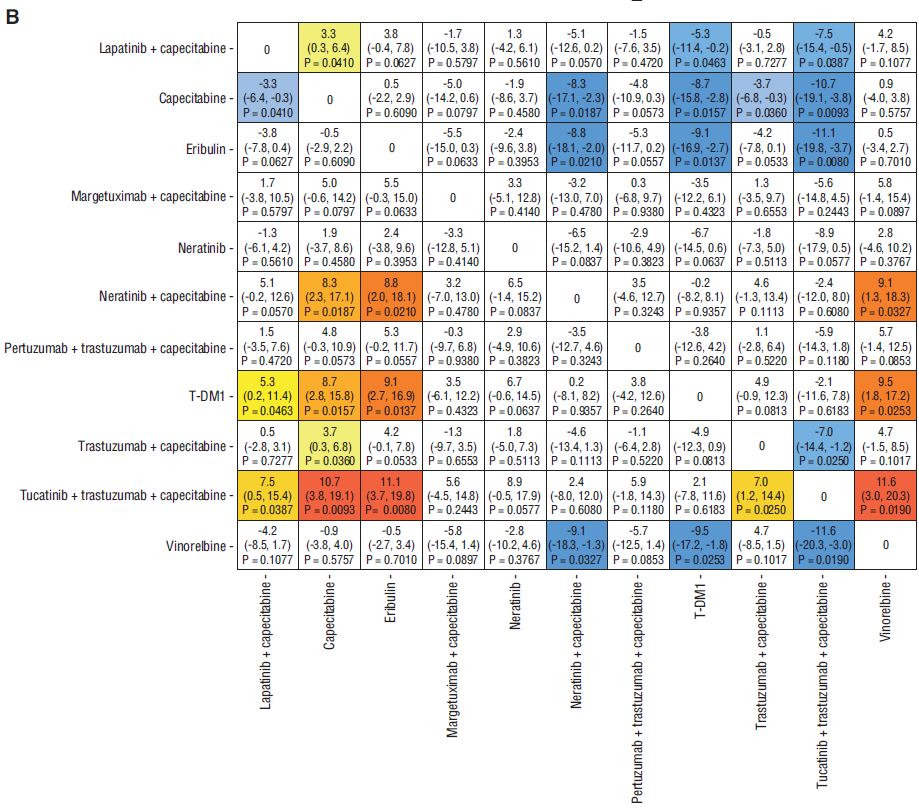 B
Lapatinib + capecitabine -
0
3.3
(0.3, 6.4)
P = 0.0410
3.8
(-0.4, 7.8)
P = 0.0627
-1.7
(-10.5, 3.8)
P = 0.5797
1.3
(-4.2, 6.1)
P = 0.5610
-5.1
(-12.6, 0.2)
P = 0.0570
-1.5
(-7.6, 3.5)
P = 0.4720
-5.3
(-11.4, -0.2)
P = 0.0463
-0.5
(-3.1, 2.8)
P = 0.7277
-7.5
(-15.4, -0.5)
P = 0.0387
4.2
(-1.7, 8.5)
P = 0.1077
Capecitabine -
-3.3
(-6.4, -0.3)
P = 0.0410
0
0.5
(-2.2, 2.9)
P = 0.6090
-5.0
(-14.2, 0.6)
P = 0.0797
-1.9
(-8.6, 3.7)
P = 0.4580
-8.3
(-17.1, -2.3)
P = 0.0187
-4.8
(-10.9, 0.3)
P = 0.0573
-8.7
(-15.8, -2.8)
P = 0.0157
-3.7
(-6.8, -0.3)
P = 0.0360
-10.7
(-19.1, -3.8)
P = 0.0093
0.9
(-4.0, 3.8)
P = 0.5757
Eribulin -
-3.8
(-7.8, 0.4)
P = 0.0627
-0.5
(-2.9, 2.2)
P = 0.6090
0
-5.5
(-15.0, 0.3)
P = 0.0633
-2.4
(-9.6, 3.8)
P = 0.3953
-8.8
(-18.1, -2.0)
P = 0.0210
-5.3
(-11.7, 0.2)
P = 0.0557
-9.1
(-16.9, -2.7)
P = 0.0137
-4.2
(-7.8, 0.1)
P = 0.0533
-11.1
(-19.8, -3.7)
P = 0.0080
0.5
(-3.4, 2.7)
P = 0.7010
Margetuximab + capecitabine -
1.7
(-3.8, 10.5)
P = 0.5797
5.0
(-0.6, 14.2)
P = 0.0797
5.5
(-0.3, 15.0)
P = 0.0633
0
3.3
(-5.1, 12.8)
P = 0.4140
-3.2
(-13.0, 7.0)
P = 0.4780
0.3
(-6.8, 9.7)
P = 0.9380
-3.5
(-12.2, 6.1)
P = 0.4323
1.3
(-3.5, 9.7)
P = 0.6553
-5.6
(-14.8, 4.5)
P = 0.2443
5.8
(-1.4, 15.4)
P = 0.0897
Neratinib -
-1.3
(-6.1, 4.2)
P = 0.5610
1.9
(-3.7, 8.6)
P = 0.4580
2.4
(-3.8, 9.6)
P = 0.3953
-3.3
(-12.8, 5.1)
P = 0.4140
0
-6.5
(-15.2, 1.4)
P = 0.0837
-2.9
(-10.6, 4.9)
P = 0.3823
-6.7
(-14.5, 0.6)
P = 0.0637
-1.8
(-7.3, 5.0)
P = 0.5113
-8.9
(-17.9, 0.5)
P = 0.0577
2.8
(-4.6, 10.2)
P = 0.3767
Neratinib + capecitabine -
5.1
(-0.2, 12.6)
P = 0.0570
8.3
(2.3, 17.1)
P = 0.0187
8.8
(2.0, 18.1)
P = 0.0210
3.2
(-7.0, 13.0)
P = 0.4780
6.5
(-1.4, 15.2)
P = 0.0837
0
3.5
(-4.6, 12.7)
P = 0.3243
-0.2
(-8.2, 8.1)
P = 0.9357
4.6
(-1.3, 13.4)
P 0.1113
-2.4
(-12.0, 8.0)
P = 0.6080
9.1
(1.3, 18.3)
P = 0.0327
Pertuzumab + trastuzumab + capecitabine -
1.5
(-3.5, 7.6)
P = 0.4720
4.8
(-0.3, 10.9)
P = 0.0573
5.3
(-0.2, 11.7)
P = 0.0557
-0.3
(-9.7, 6.8)
P = 0.9380
2.9
(-4.9, 10.6)
P = 0.3823
-3.5
(-12.7, 4.6)
P = 0.3243
0
-3.8
(-12.6, 4.2)
P = 0.2640
1.1
(-2.8, 6.4)
P = 0.5220
-5.9
(-14.3, 1.8)
P = 0.1180
5.7
(-1.4, 12.5)
P = 0.0853
T-DM1 -
5.3
(0.2, 11.4)
P = 0.0463
8.7
(2.8, 15.8)
P = 0.0157
9.1
(2.7, 16.9)
P = 0.0137
3.5
(-6.1, 12.2)
P = 0.4323
6.7
(-0.6, 14.5)
P = 0.0637
0.2
(-8.1, 8.2)
P = 0.9357
3.8
(-4.2, 12.6)
P = 0.2640
0
4.9
(-0.9, 12.3)
P = 0.0813
-2.1
(-11.6, 7.8)
P = 0.6183
9.5
(1.8, 17.2)
P = 0.0253
Trastuzumab + capecitabine -
0.5
(-2.8, 3.1)
P = 0.7277
3.7
(0.3, 6.8)
P = 0.0360
4.2
(-0.1, 7.8)
P = 0.0533
-1.3
(-9.7, 3.5)
P = 0.6553
1.8
(-5.0, 7.3)
P = 0.5113
-4.6
(-13.4, 1.3)
P = 0.1113
-1.1
(-6.4, 2.8)
P = 0.5220
-4.9
(-12.3, 0.9)
P = 0.0813
0
-7.0
(-14.4, -1.2)
P = 0.0250
4.7
(-1.5, 8.5)
P = 0.1017
Tucatinib + trastuzumab + capecitabine -
7.5
(0.5, 15.4)
P = 0.0387
10.7
(3.8, 19.1)
P = 0.0093
11.1
(3.7, 19.8)
P = 0.0080
5.6
(-4.5, 14.8)
P = 0.2443
8.9
(-0.5, 17.9)
P = 0.0577
2.4
(-8.0, 12.0)
P = 0.6080
5.9
(-1.8, 14.3)
P = 0.1180
2.1
(-7.8, 11.6)
P = 0.6183
7.0
(1.2, 14.4)
P = 0.0250
0
11.6
(3.0, 20.3)
P = 0.0190
Vinorelbine -
-4.2
(-8.5, 1.7)
P = 0.1077
-0.9
(-3.8, 4.0)
P = 0.5757
-0.5
(-2.7, 3.4)
P = 0.7010
-5.8
(-15.4, 1.4)
P = 0.0897
-2.8
(-10.2, 4.6)
P = 0.3767
-9.1
(-18.3, -1.3)
P = 0.0327
-5.7
(-12.5, 1.4)
P = 0.0853
-9.5
(-17.2, -1.8)
P = 0.0253
4.7
(-8.5, 1.5)
P = 0.1017
-11.6
(-20.3, -3.0)
P = 0.0190
0
Lapatinib + capecitabine -
Capecitabine -
Eribulin -
Margetuximab + capecitabine -
Neratinib -
Neratinib + capecitabine -
Pertuzumab + trastuzumab + capecitabine -
T-DM1 -
Trastuzumab + capecitabine -
Tucatinib + trastuzumab + capecitabine -
Vinorelbine -